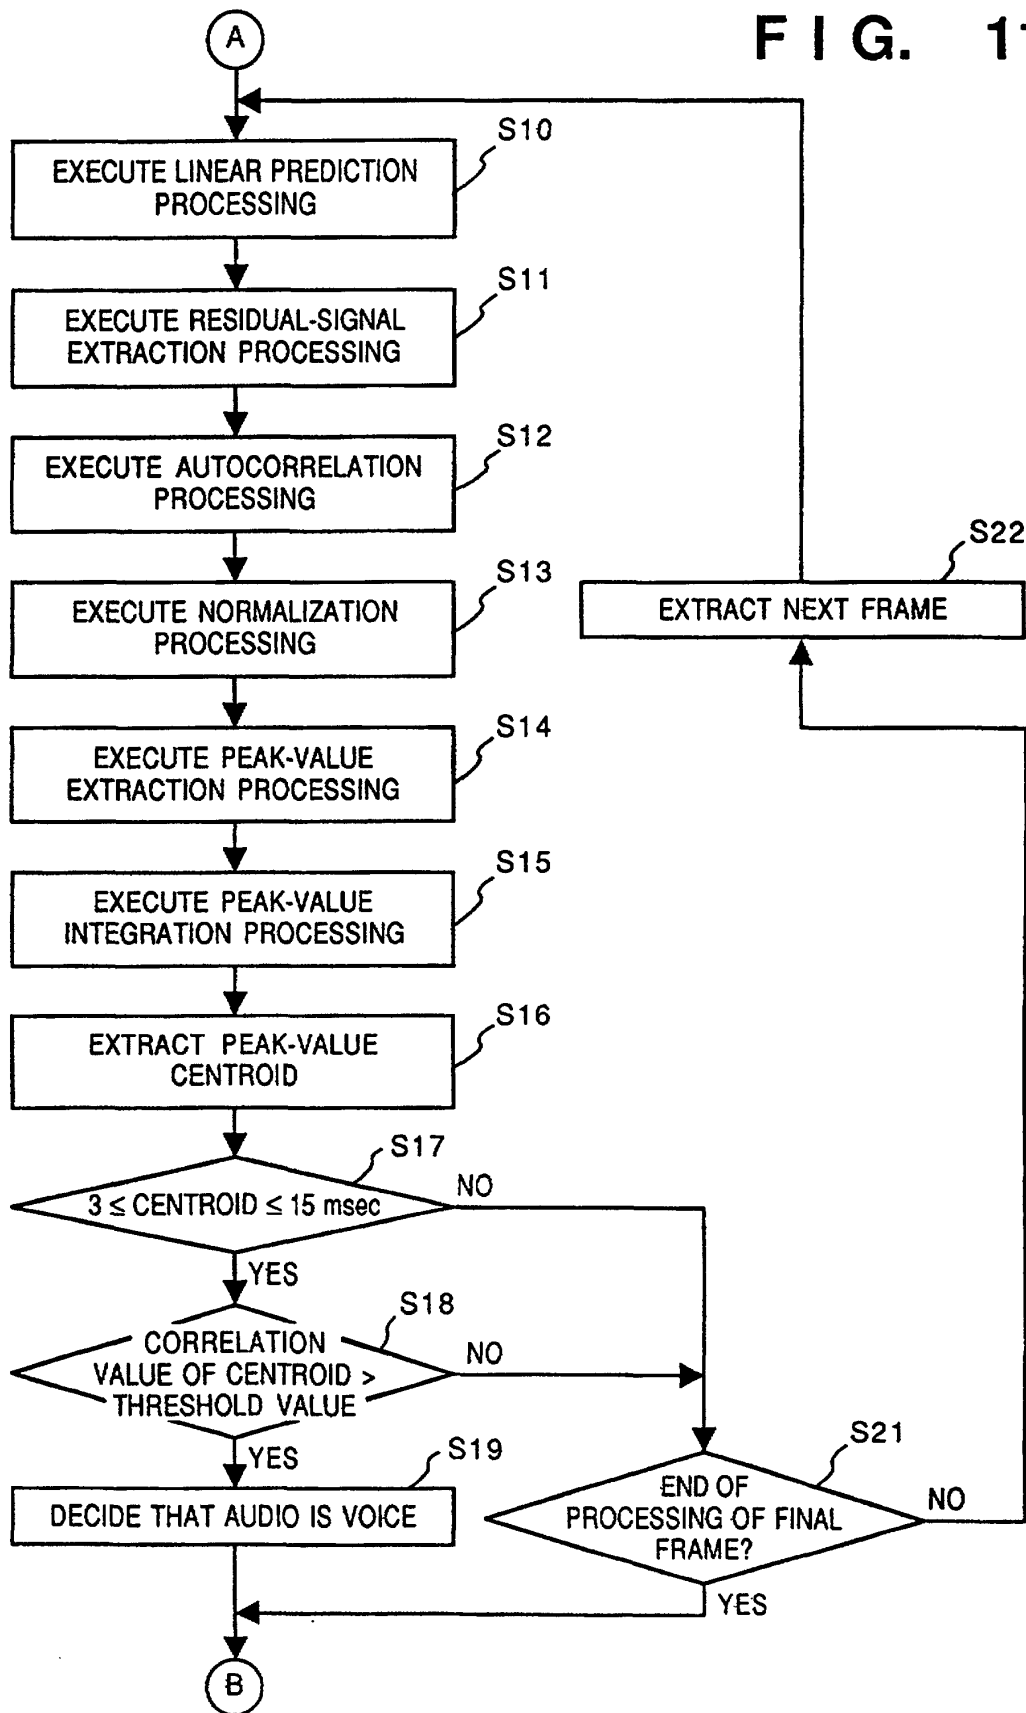 A
FIG. 11
S10
EXECUTE LINEAR PREDICTION
PROCESSING
S11
EXECUTE RESIDUAL-SIGNAL
EXTRACTION PROCESSING
S12
EXECUTE AUTOCORRELATION
PROCESSING
S13
EXECUTE NORMALIZATION
PROCESSING
S22
EXTRACT NEXT FRAME
S14
EXECUTE PEAK-VALUE
EXTRACTION PROCESSING
S15
EXECUTE PEAK-VALUE
INTEGRATION PROCESSING
S16
EXTRACT PEAK-VALUE
CENTROID
S17
3 ≤ CENTROID ≤ 15 msec
NO
YES
S18
CORRELATION
VALUE OF CENTROID >
THRESHOLD VALUE
NO
YES
S19
DECIDE THAT AUDIO IS VOICE
S21
END OF
PROCESSING OF FINAL
FRAME?
NO
YES
B